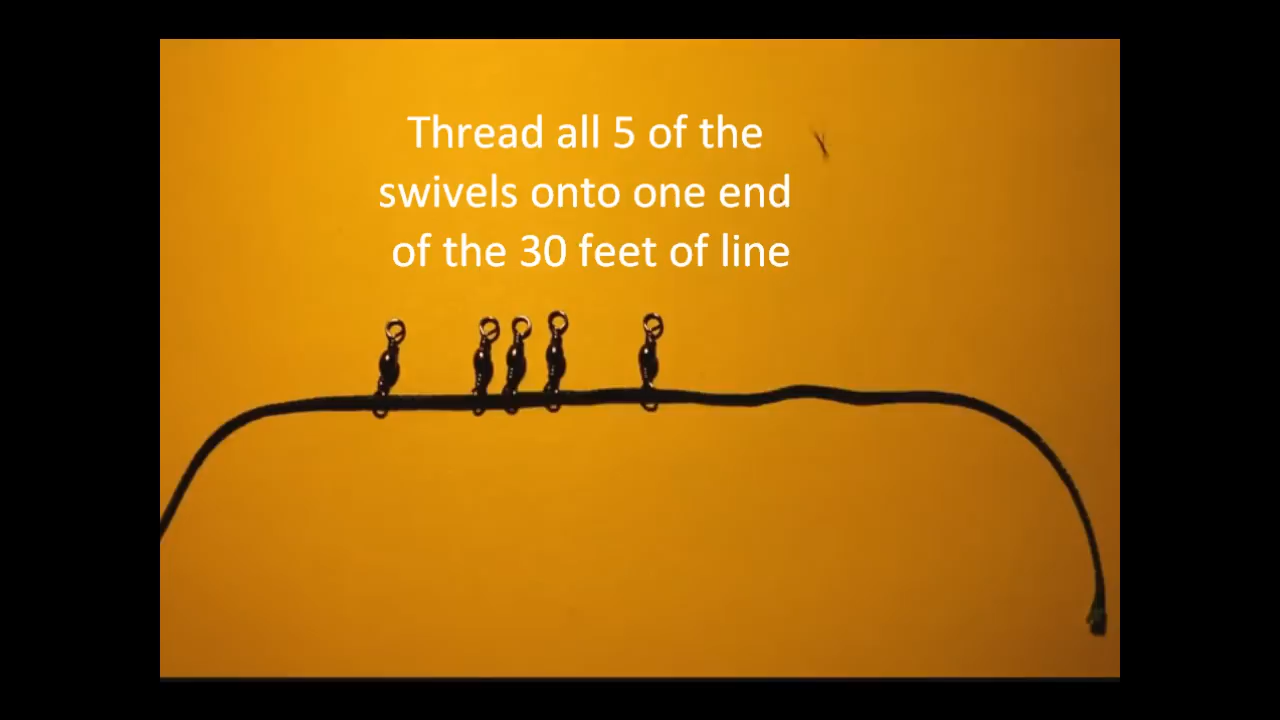 Thread all 5 of the
swivels onto one end
of the 30 feet of line